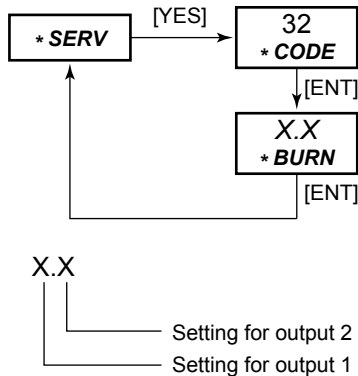 [YES]
* SERV
32
* CODE
[ENT]
X.X
* BURN
[ENT]
X.X
Setting for output 2
Setting for output 1